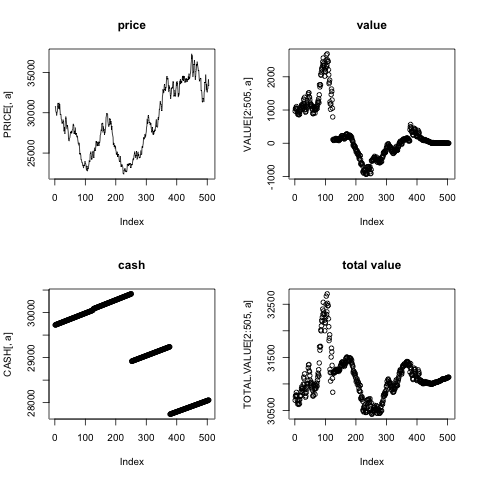 price
PRICE[, a]
25000 30000 35000
0 100 200 300 400 500
Index
value
VALUE[2:505, a]
-1000 0 1000 2000
0 100 200 300 400 500
Index
cash
CASH[, a]
28000 29000 30000
0 100 200 300 400 500
Index
total value
TOTAL.VALUE[2:505, a]
30500 31500 32500
0 100 200 300 400 500
Index